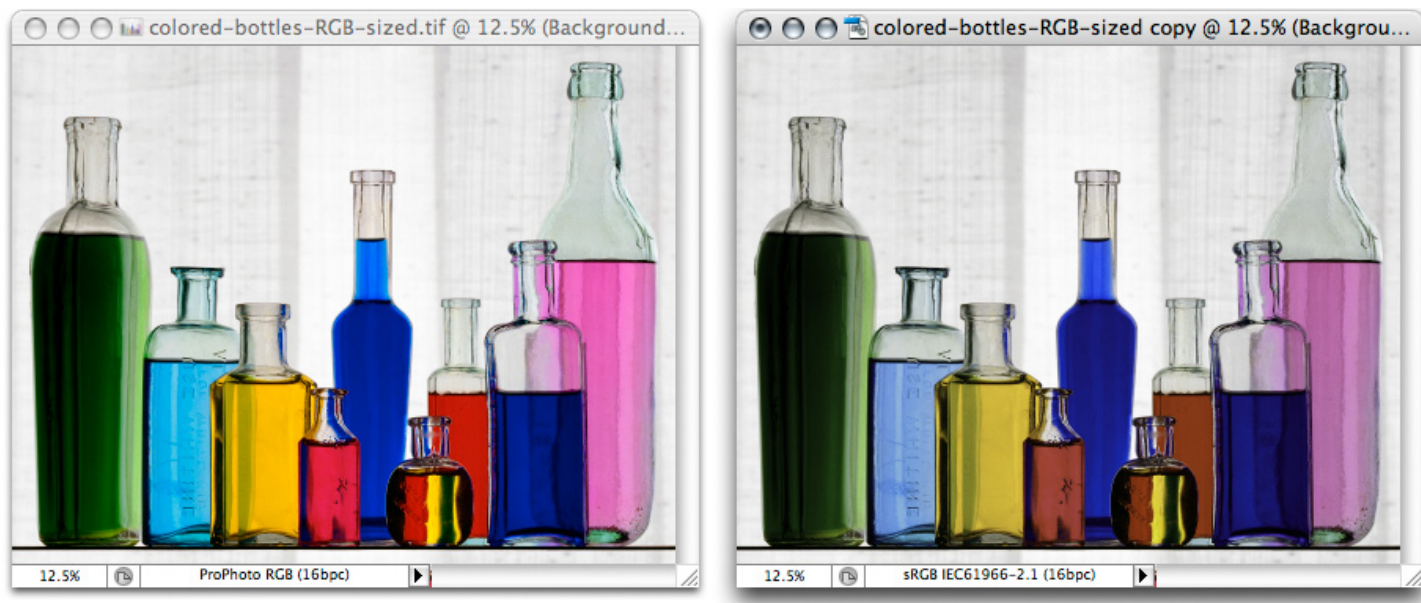 colored-bottles-RGB-sized.tif @ 12.5% (Background...
colored-bottles-RGB-sized copy @ 12.5% (Backgrou...
12.5%
ProPhoto RGB (16bpc)
12.5%
sRGB IEC61966-2.1 (16bpc)